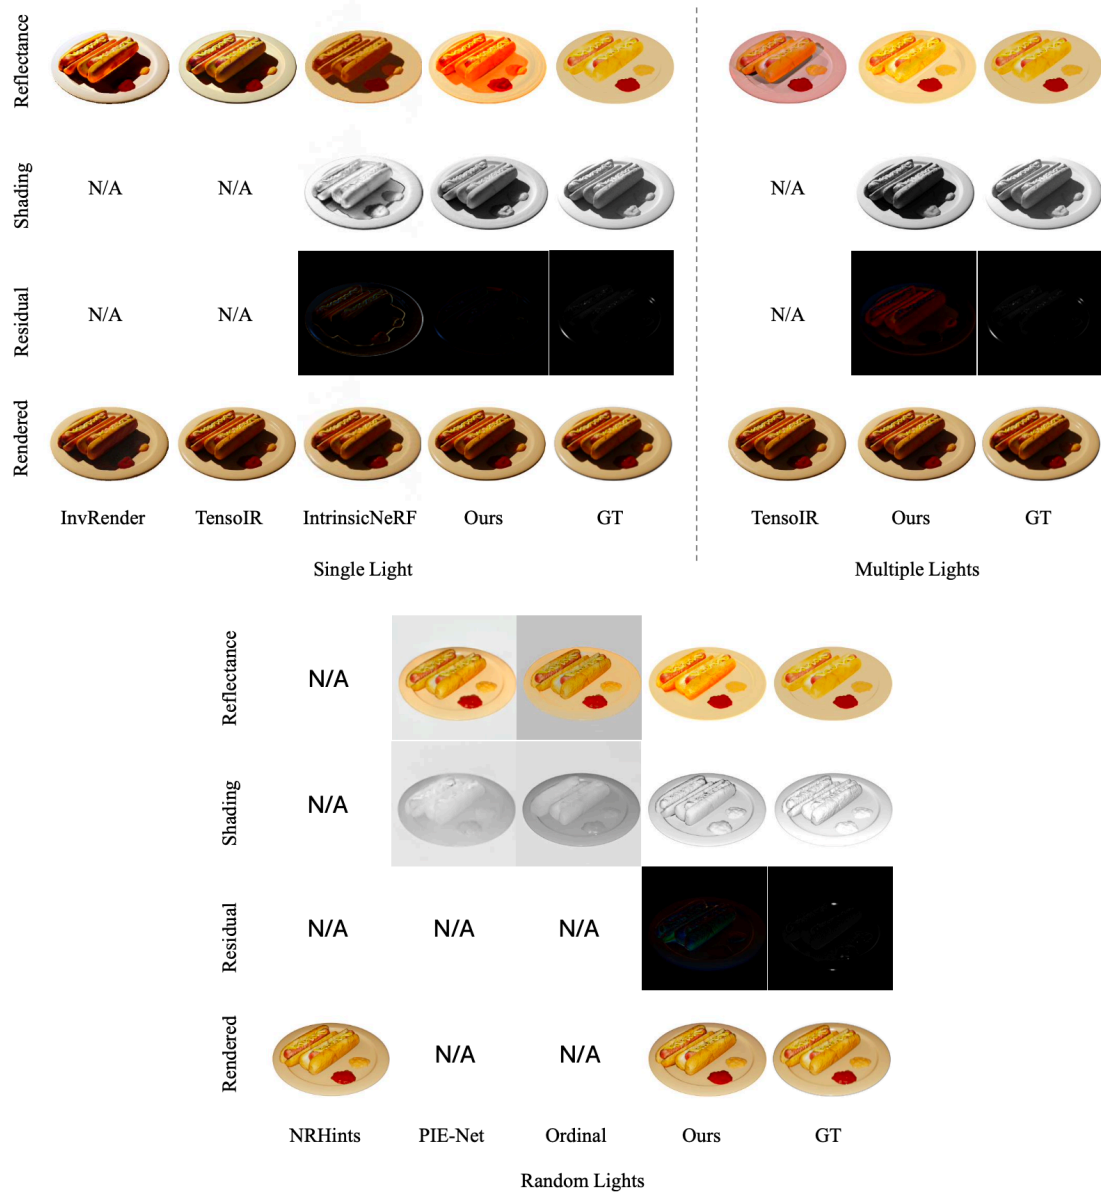 Reflectance
Shading
N/A N/A N/A
Residual
N/A N/A N/A
Rendered
InvRender TensoIR IntrinsicNeRF Ours GT TensoIR Ours GT
Single Light Multiple Lights
Reflectance
N/A
Shading
N/A
Residual
N/A N/A N/A
Rendered
N/A N/A
NRHints PIE-Net Ordinal Ours GT
Random Lights